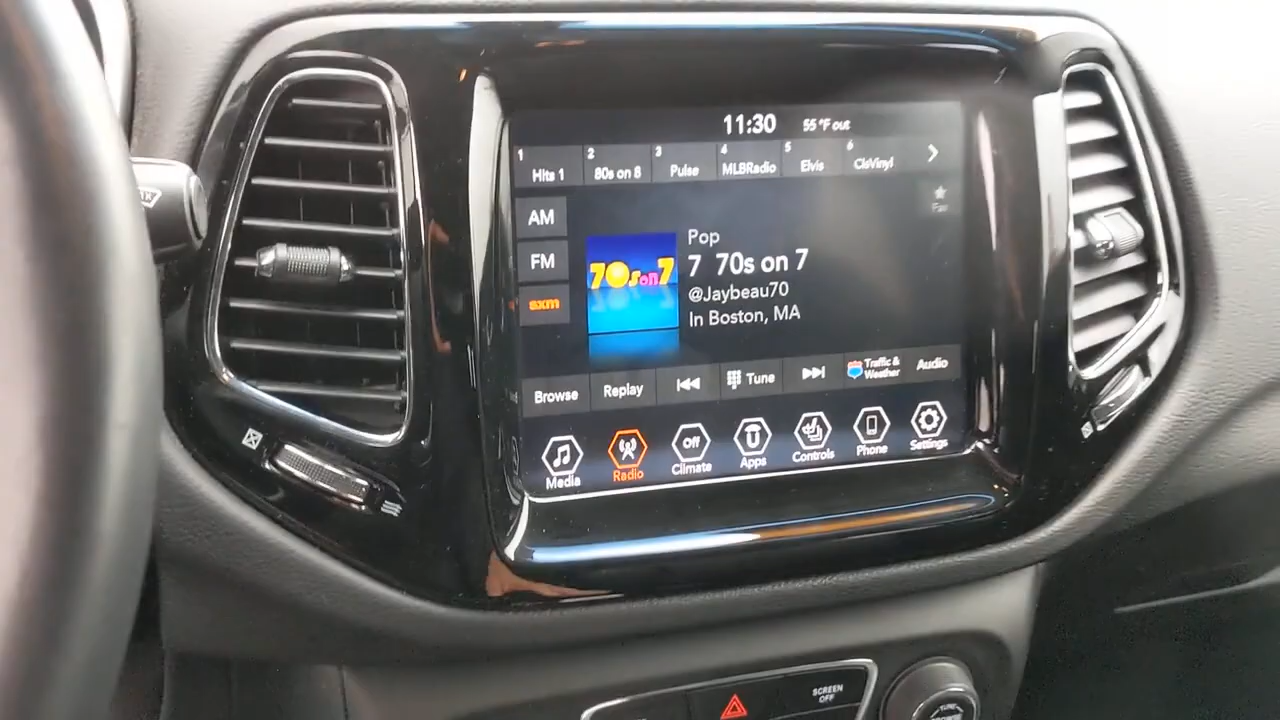 11:30 55 °F out
1 2 3 4 5 6
Hits 1 80s on 8 Pulse MLBRadio Elvis ClsVinyl
AM
FM
sxm
Fav
70s on 7
Pop
7 70s on 7
@Jaybeau70
In Boston, MA
Browse Replay Tune Traffic & Weather Audio
Media Radio Off Climate Apps Controls Phone Settings
SCREEN
OFF
TUNE